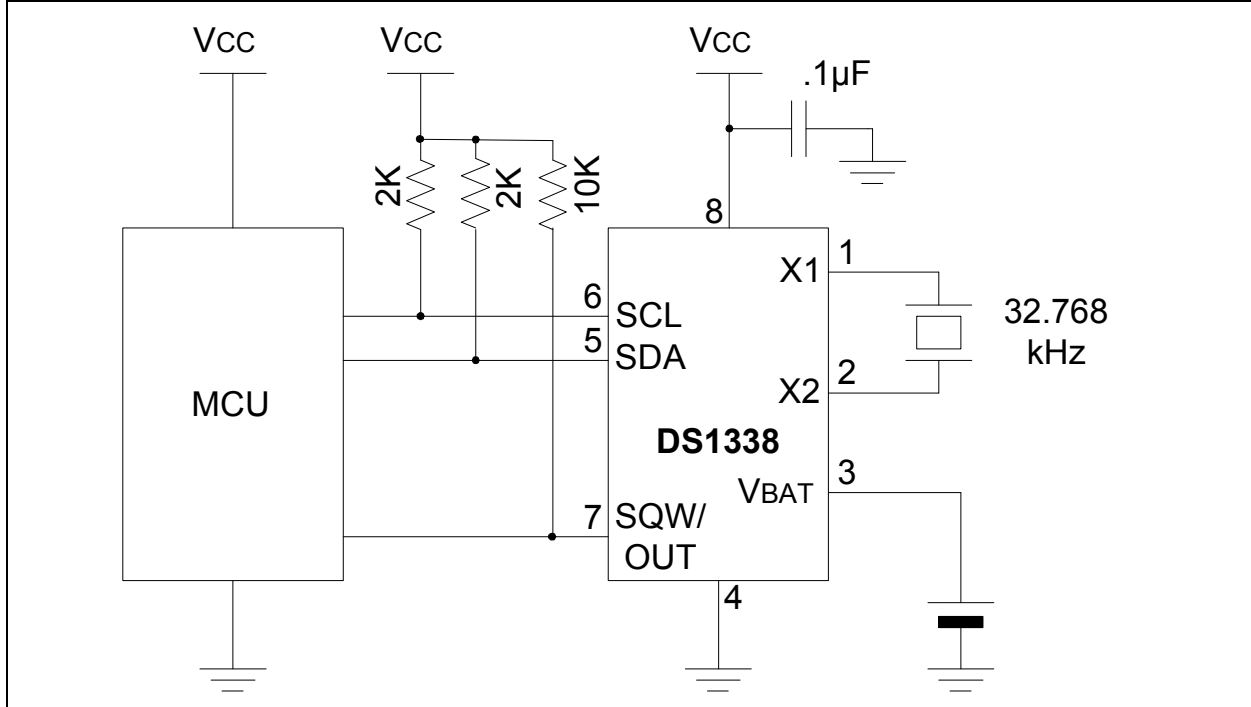 VCC
VCC
VCC
.1µF
2K
2K
10K
8
1
X1
6
SCL
32.768
kHz
5
SDA
2
X2
MCU
DS1338
3
VBAT
7
SQW/
OUT
4